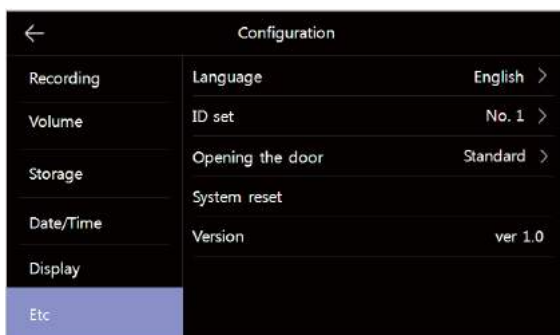 Configuration
Recording
Volume
Storage
Date/Time
Display
Etc
Language English
ID set No. 1
Opening the door Standard
System reset
Version ver 1.0